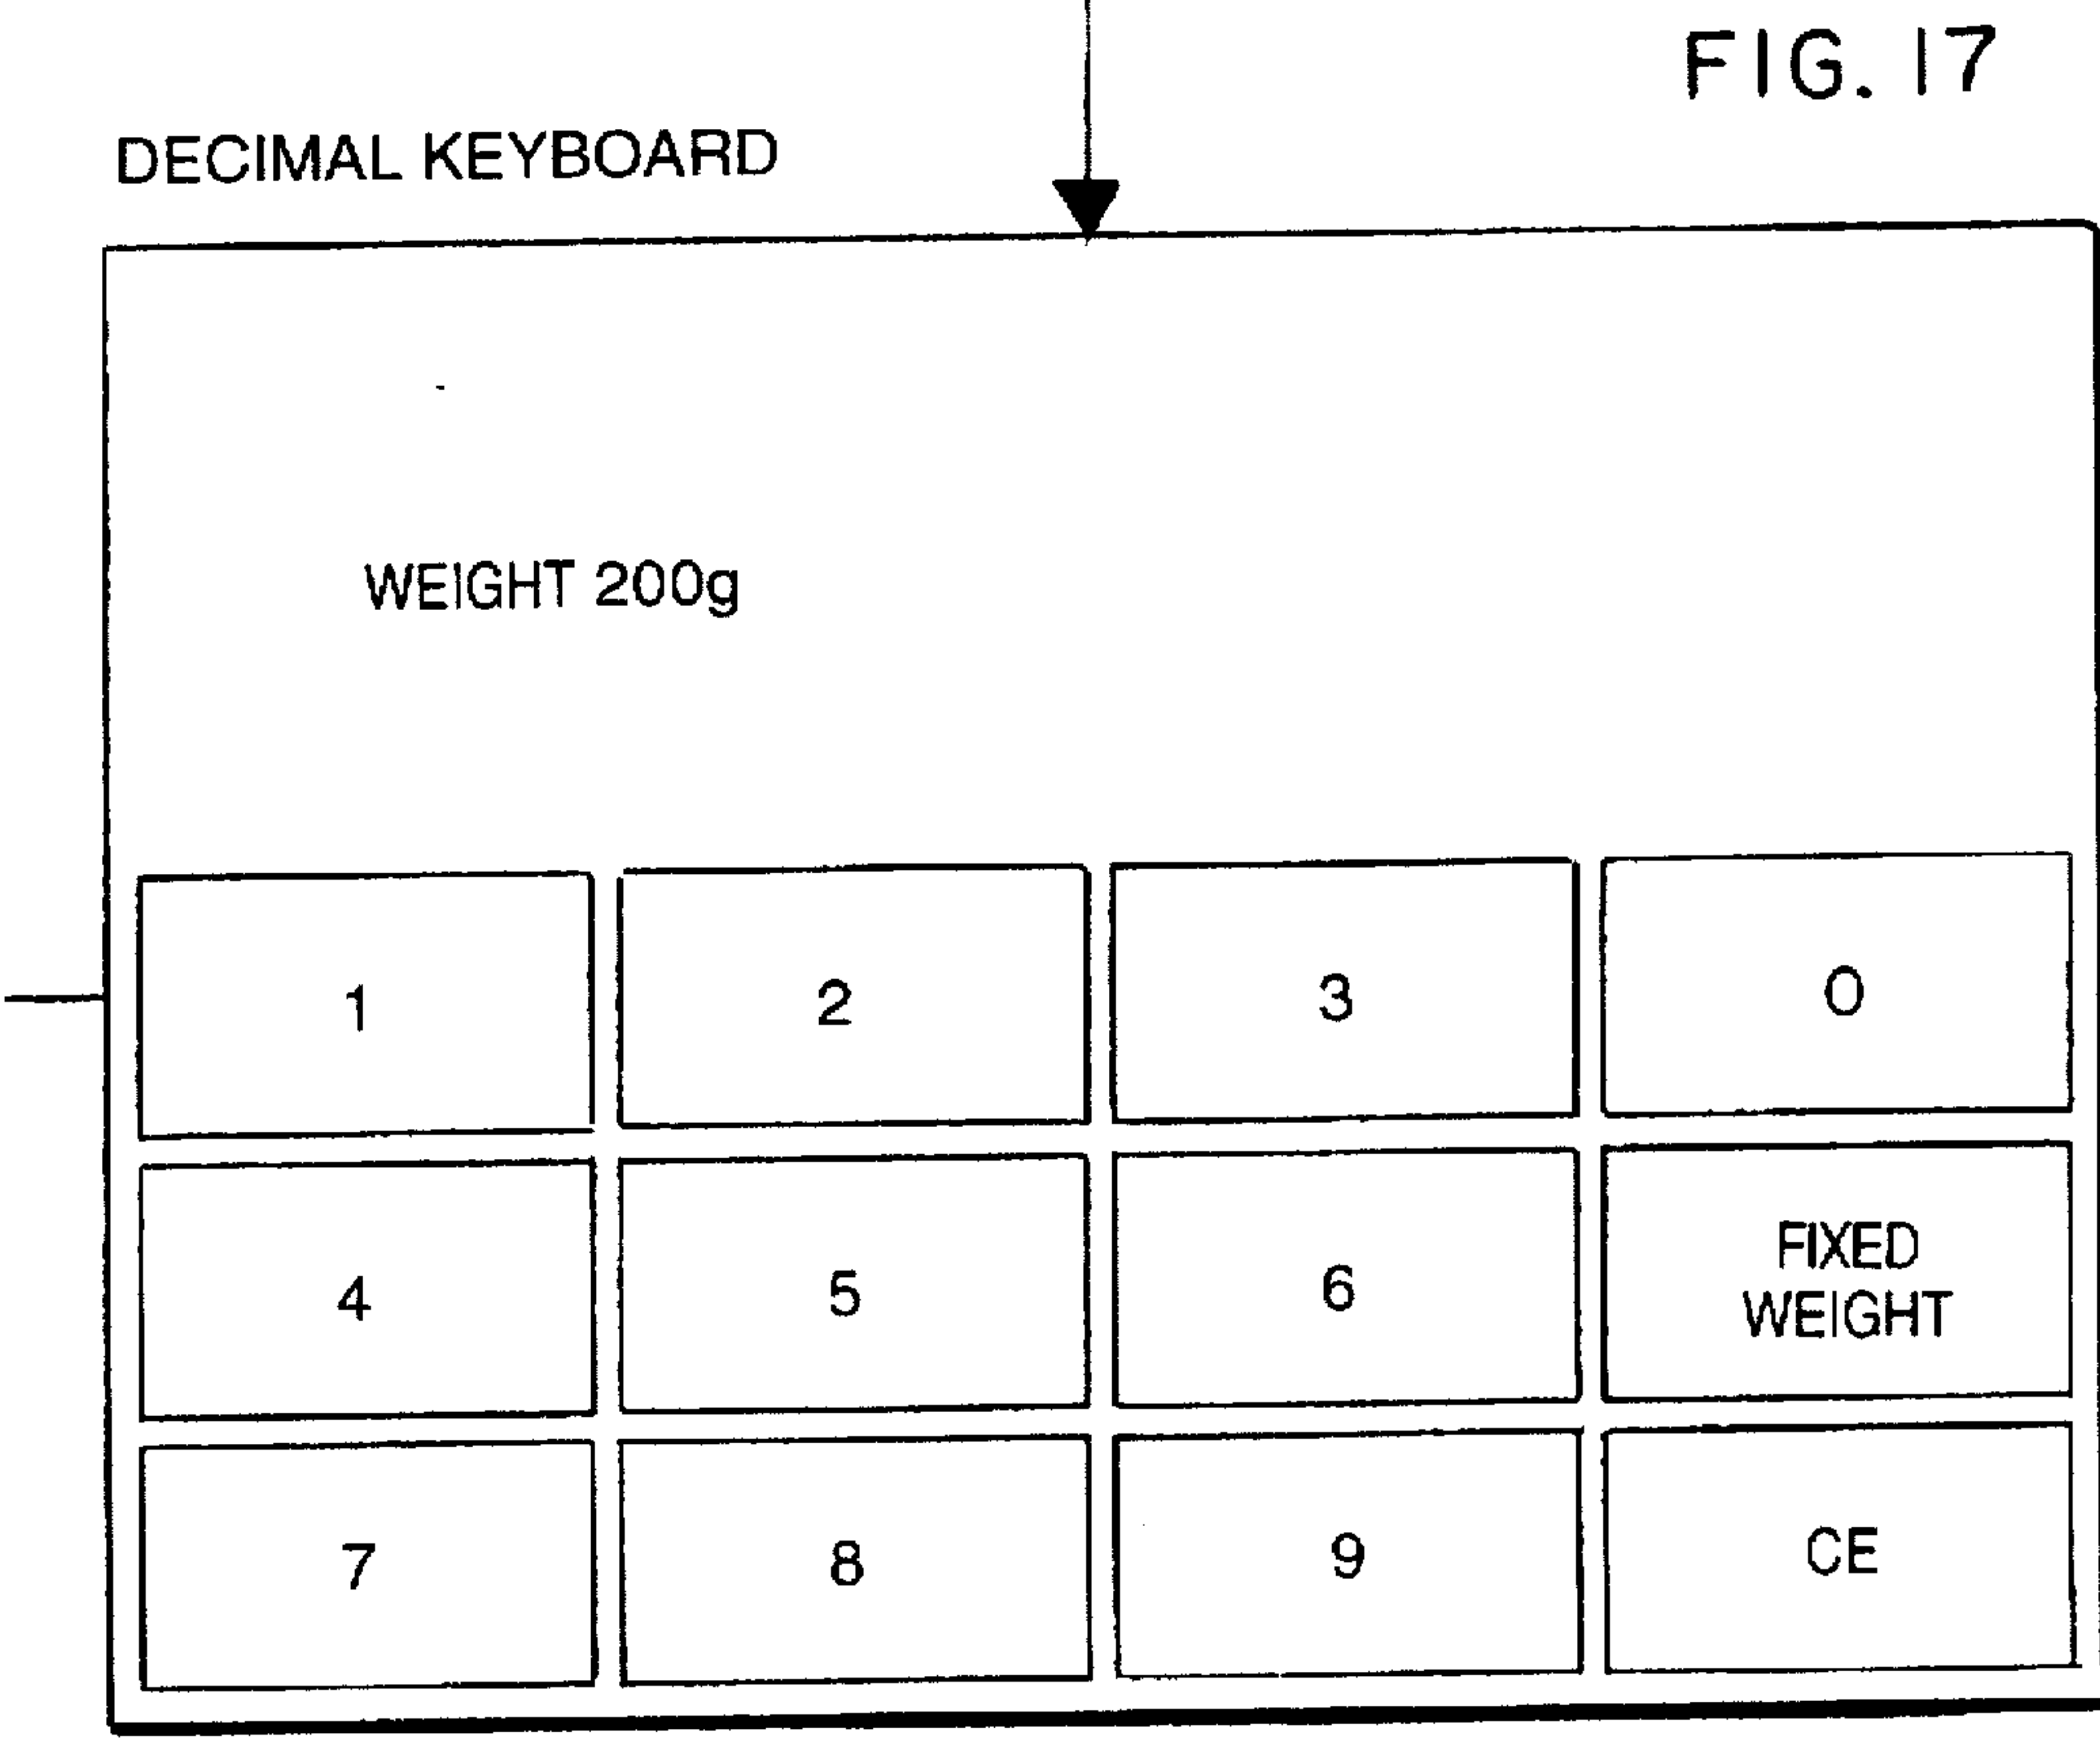 FIG. 17
DECIMAL KEYBOARD
WEIGHT 200g
1 2 3 0
4 5 6 FIXED WEIGHT
7 8 9 CE